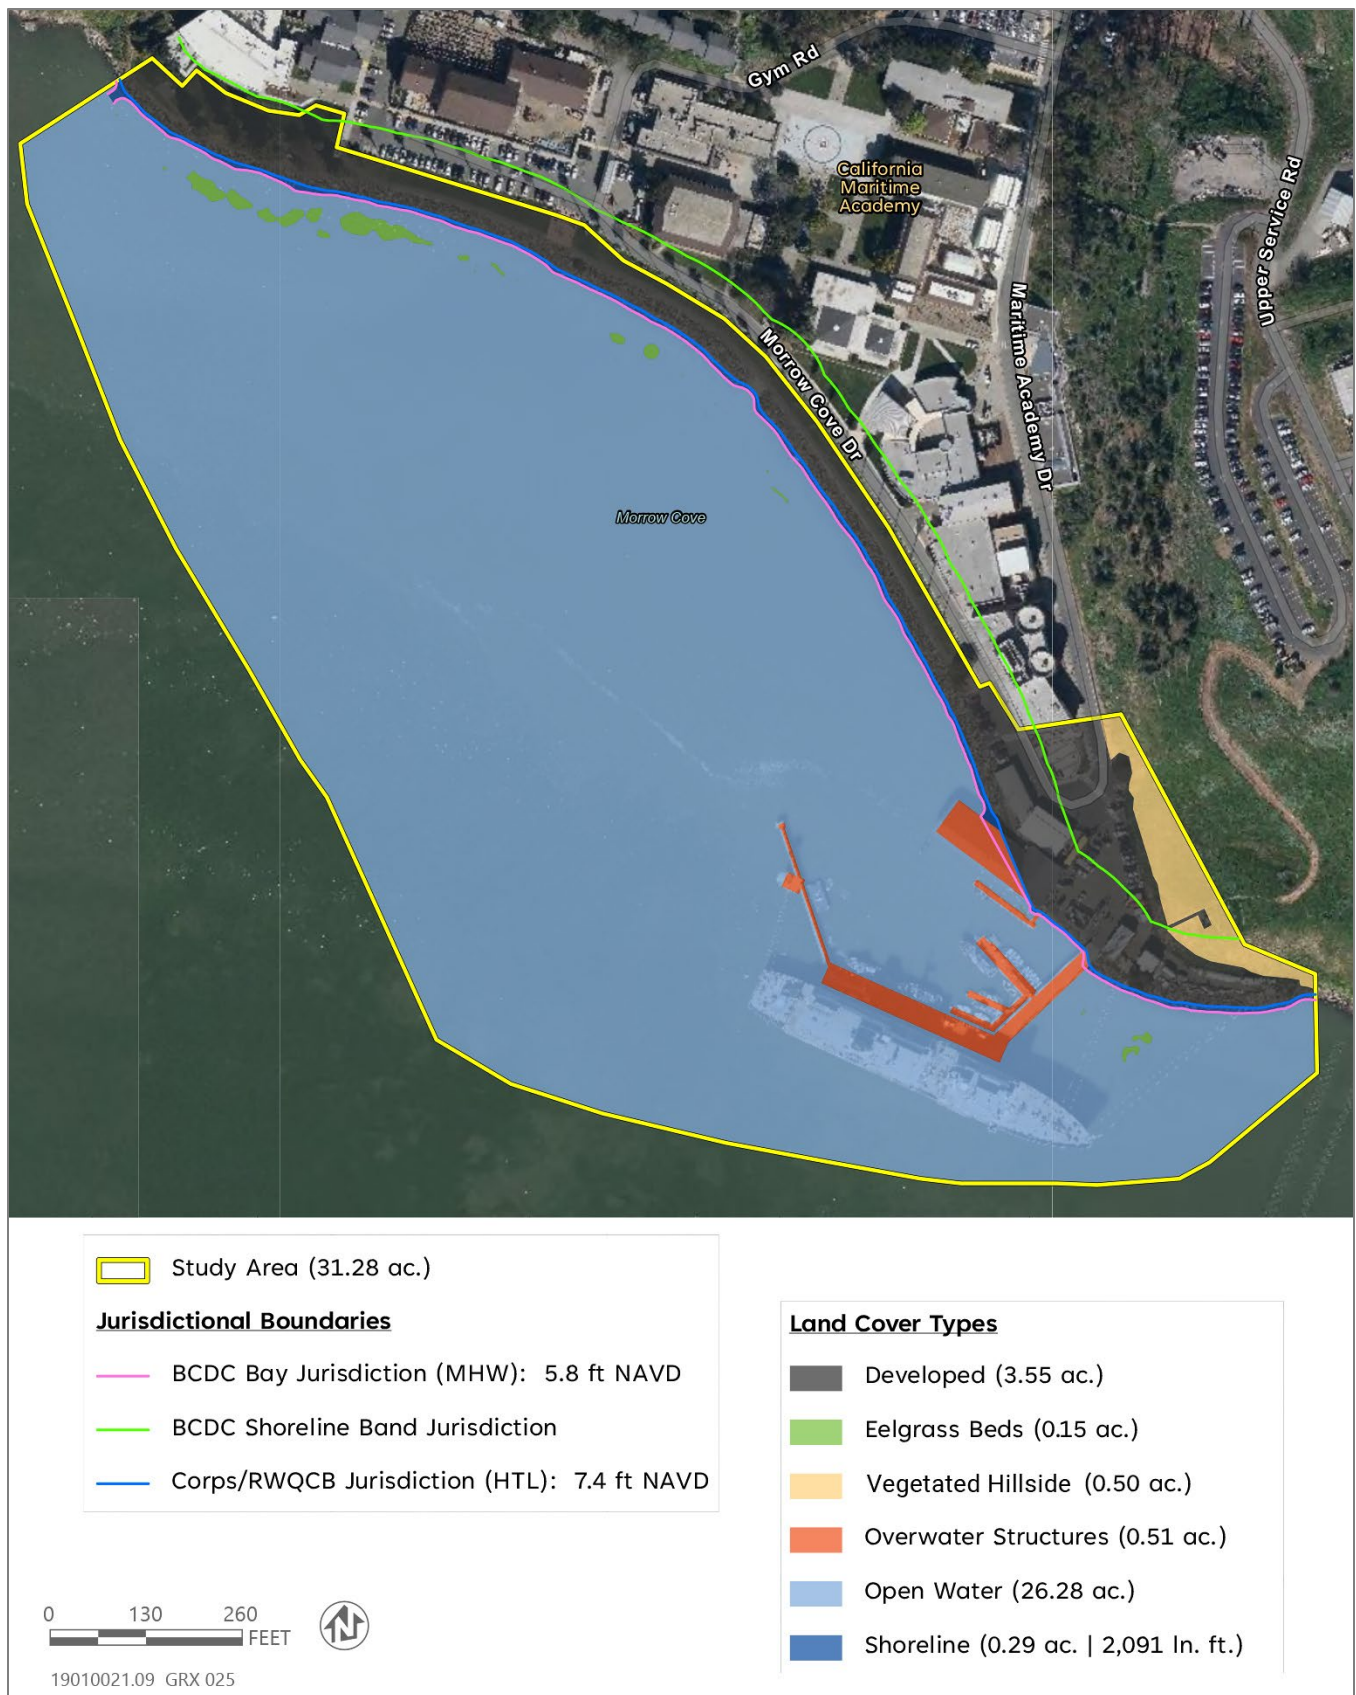 Gym Rd
California
Maritime
Academy
Upper Service Rd
Maritime Academy Dr
Morrow Cove Dr
Morrow Cove
Study Area (31.28 ac.)
Jurisdictional Boundaries
BCDC Bay Jurisdiction (MHW): 5.8 ft NAVD
BCDC Shoreline Band Jurisdiction
Corps/RWQCB Jurisdiction (HTL): 7.4 ft NAVD
Land Cover Types
Developed (3.55 ac.)
Eelgrass Beds (0.15 ac.)
Vegetated Hillside (0.50 ac.)
Overwater Structures (0.51 ac.)
Open Water (26.28 ac.)
Shoreline (0.29 ac. | 2,091 ln. ft.)
0 130 260
FEET
N
19010021.09 GRX 025